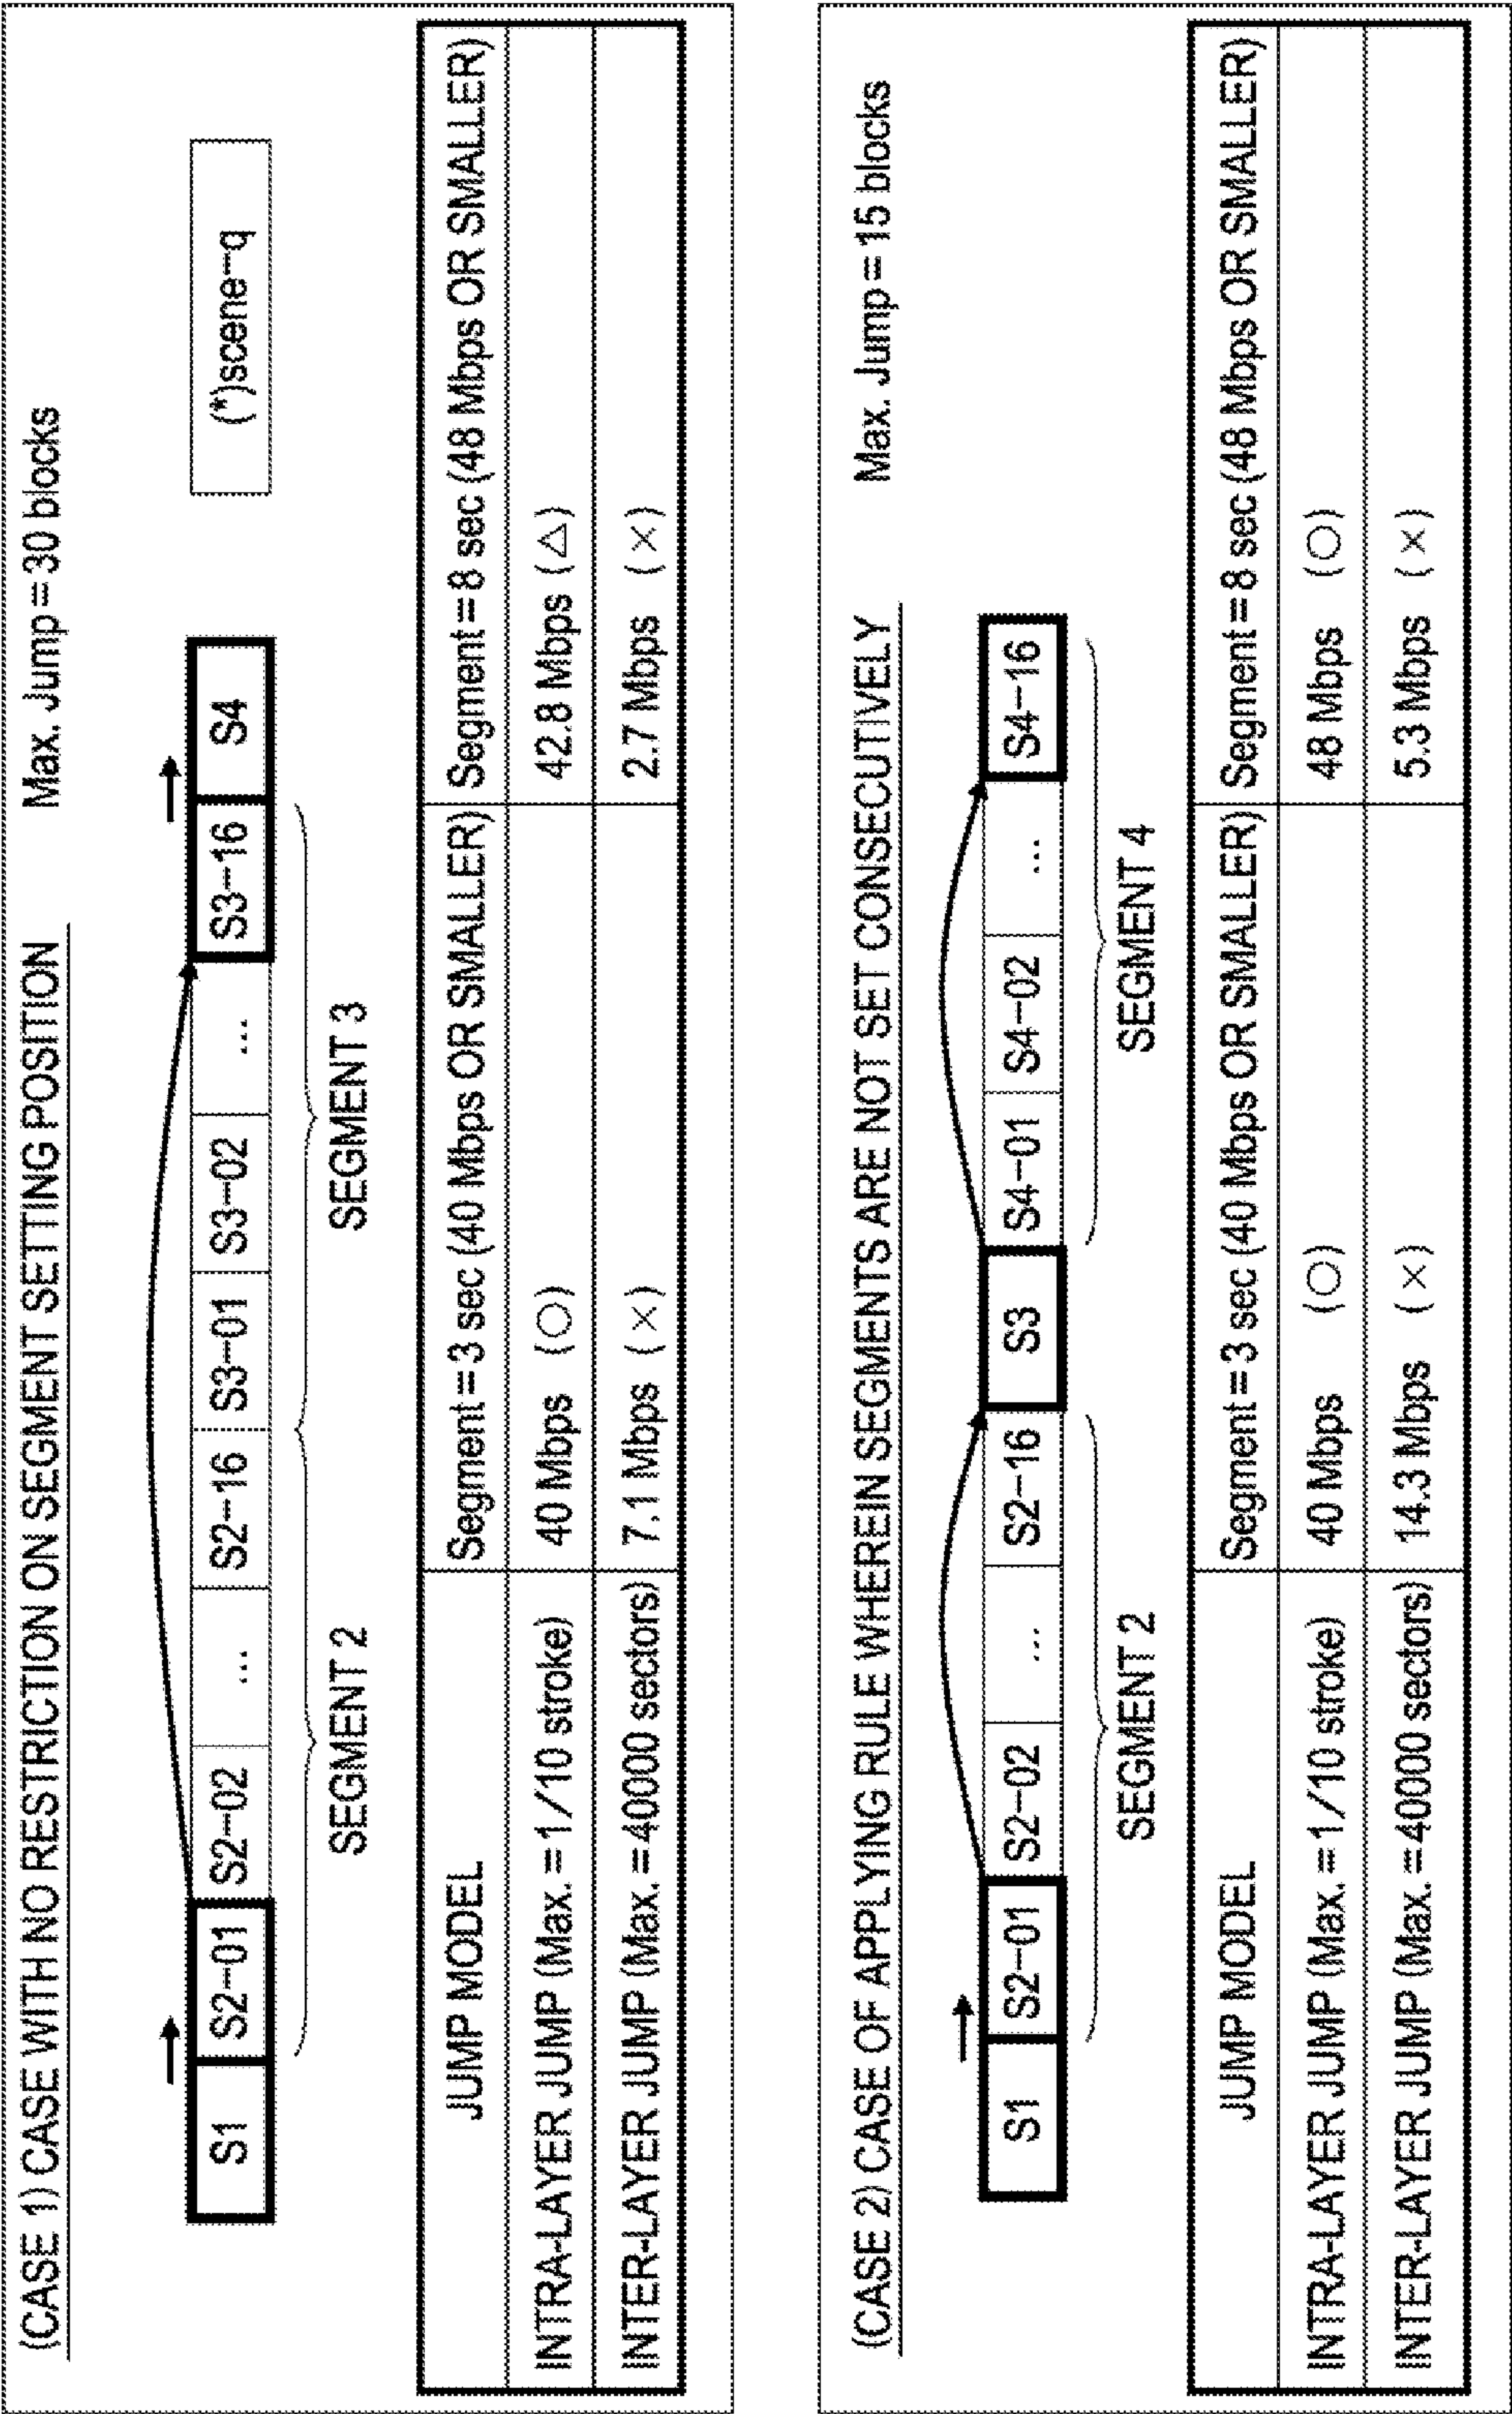 (CASE 1) CASE WITH NO RESTRICTION ON SEGMENT SETTING POSITION Max. Jump = 30 blocks
(*)scene-q
S1 S2-01 S2-02 ... S2-16 S3-01 S3-02 ... S3-16 S4
SEGMENT 2 SEGMENT 3
JUMP MODEL Segment = 3 sec (40 Mbps OR SMALLER) Segment = 8 sec (48 Mbps OR SMALLER)
INTRA-LAYER JUMP (Max. = 1/10 stroke) 40 Mbps (○) 42.8 Mbps (△)
INTER-LAYER JUMP (Max. = 40000 sectors) 7.1 Mbps (×) 2.7 Mbps (×)
(CASE 2) CASE OF APPLYING RULE WHEREIN SEGMENTS ARE NOT SET CONSECUTIVELY Max. Jump = 15 blocks
S1 S2-01 S2-02 ... S2-16 S3 S4-01 S4-02 ... S4-16
SEGMENT 2 SEGMENT 4
JUMP MODEL Segment = 3 sec (40 Mbps OR SMALLER) Segment = 8 sec (48 Mbps OR SMALLER)
INTRA-LAYER JUMP (Max. = 1/10 stroke) 40 Mbps (○) 48 Mbps (○)
INTER-LAYER JUMP (Max. = 40000 sectors) 14.3 Mbps (×) 5.3 Mbps (×)